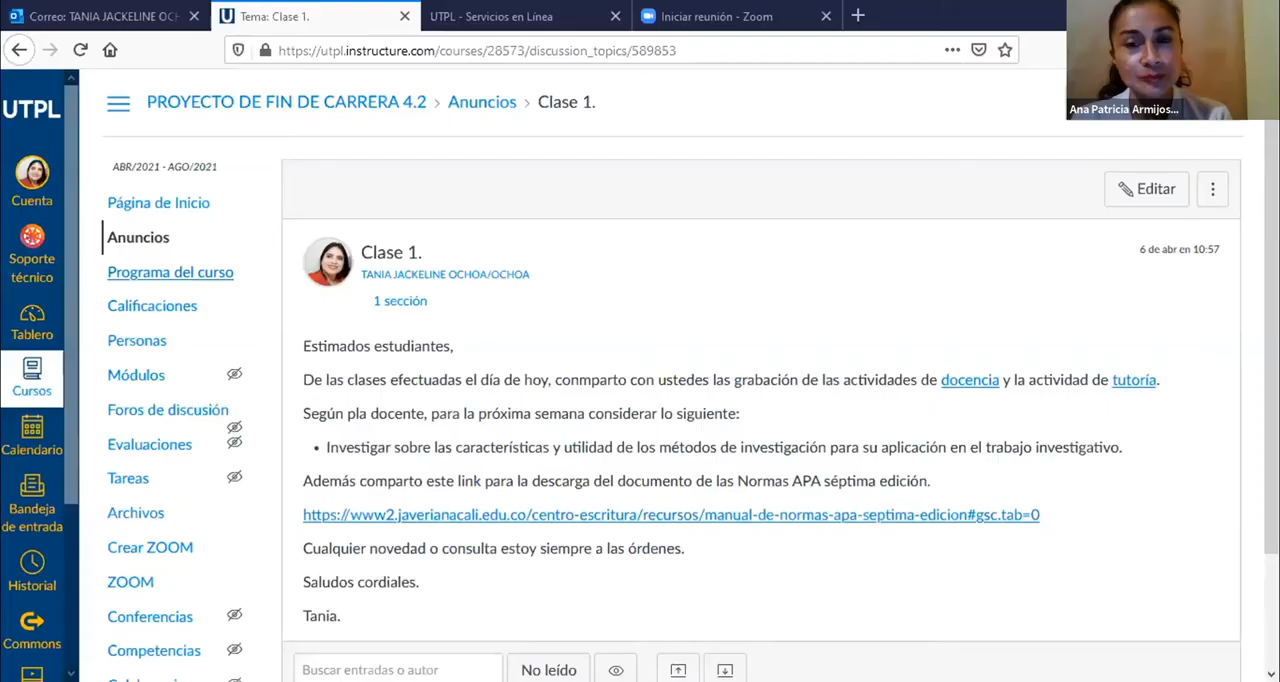 Correo: TANIA JACKELINE OCH
Tema: Clase 1.
UTPL - Servicios en Línea
Iniciar reunión - Zoom
https://utpl.instructure.com/courses/28573/discussion_topics/589853
Ana Patricia Armijos...
UTPL
Cuenta
Soporte
técnico
Tablero
Cursos
Calendario
Bandeja
de entrada
Historial
Commons
PROYECTO DE FIN DE CARRERA 4.2 > Anuncios > Clase 1.
ABR/2021 - AGO/2021
Página de Inicio
Anuncios
Programa del curso
Calificaciones
Personas
Módulos
Foros de discusión
Evaluaciones
Tareas
Archivos
Crear ZOOM
ZOOM
Conferencias
Competencias
Editar
Clase 1.
6 de abr en 10:57
TANIA JACKELINE OCHOA/OCHOA
1 sección
Estimados estudiantes,
De las clases efectuadas el día de hoy, conmparto con ustedes las grabación de las actividades de docencia y la actividad de tutoría.
Según pla docente, para la próxima semana considerar lo siguiente:
• Investigar sobre las características y utilidad de los métodos de investigación para su aplicación en el trabajo investigativo.
Además comparto este link para la descarga del documento de las Normas APA séptima edición.
https://www2.javerianacali.edu.co/centro-escritura/recursos/manual-de-normas-apa-septima-edicion#gsc.tab=0
Cualquier novedad o consulta estoy siempre a las órdenes.
Saludos cordiales.
Tania.
Buscar entradas o autor
No leído